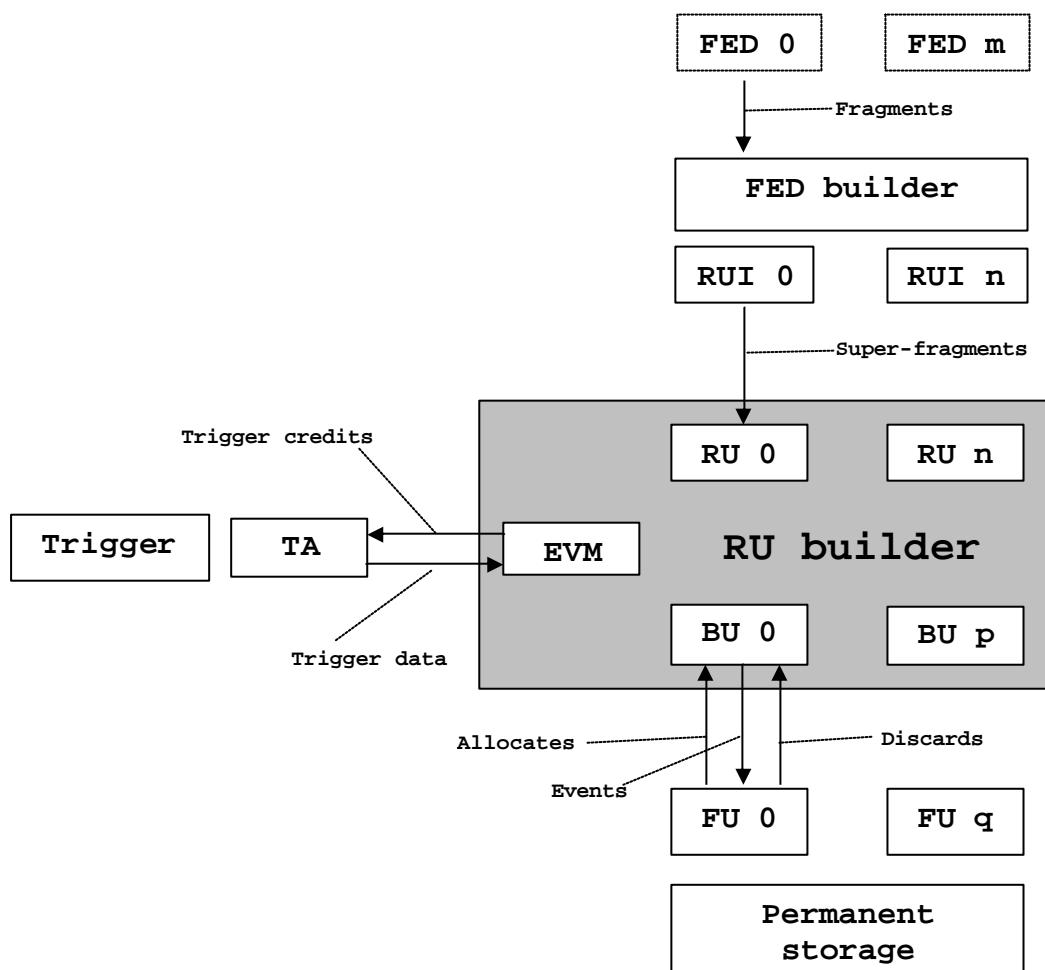 FED 0
FED m
Fragments
FED builder
RUI 0
RUI n
Super-fragments
Trigger credits
RU 0
RU n
Trigger
TA
EVM
RU builder
BU 0
BU p
Trigger data
Allocates
Discards
Events
FU 0
FU q
Permanent
storage